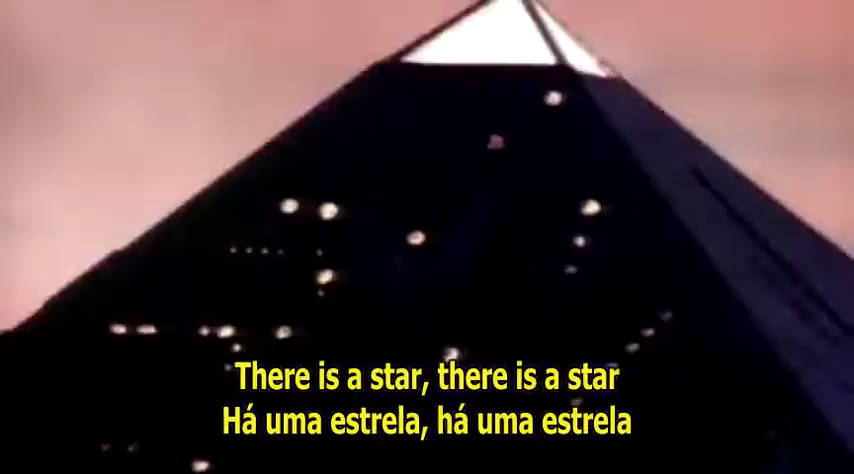 There is a star, there is a star
Há uma estrela, há uma estrela